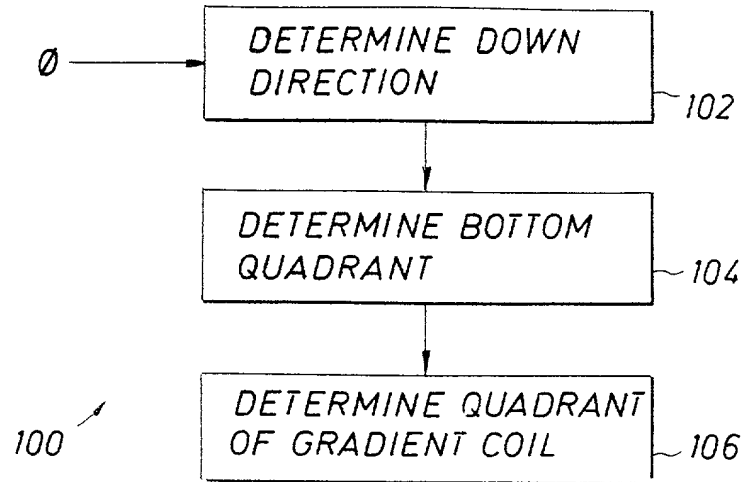 DETERMINE DOWN
DIRECTION
Ø
102
DETERMINE BOTTOM
QUADRANT
104
DETERMINE QUADRANT
OF GRADIENT COIL
100
106